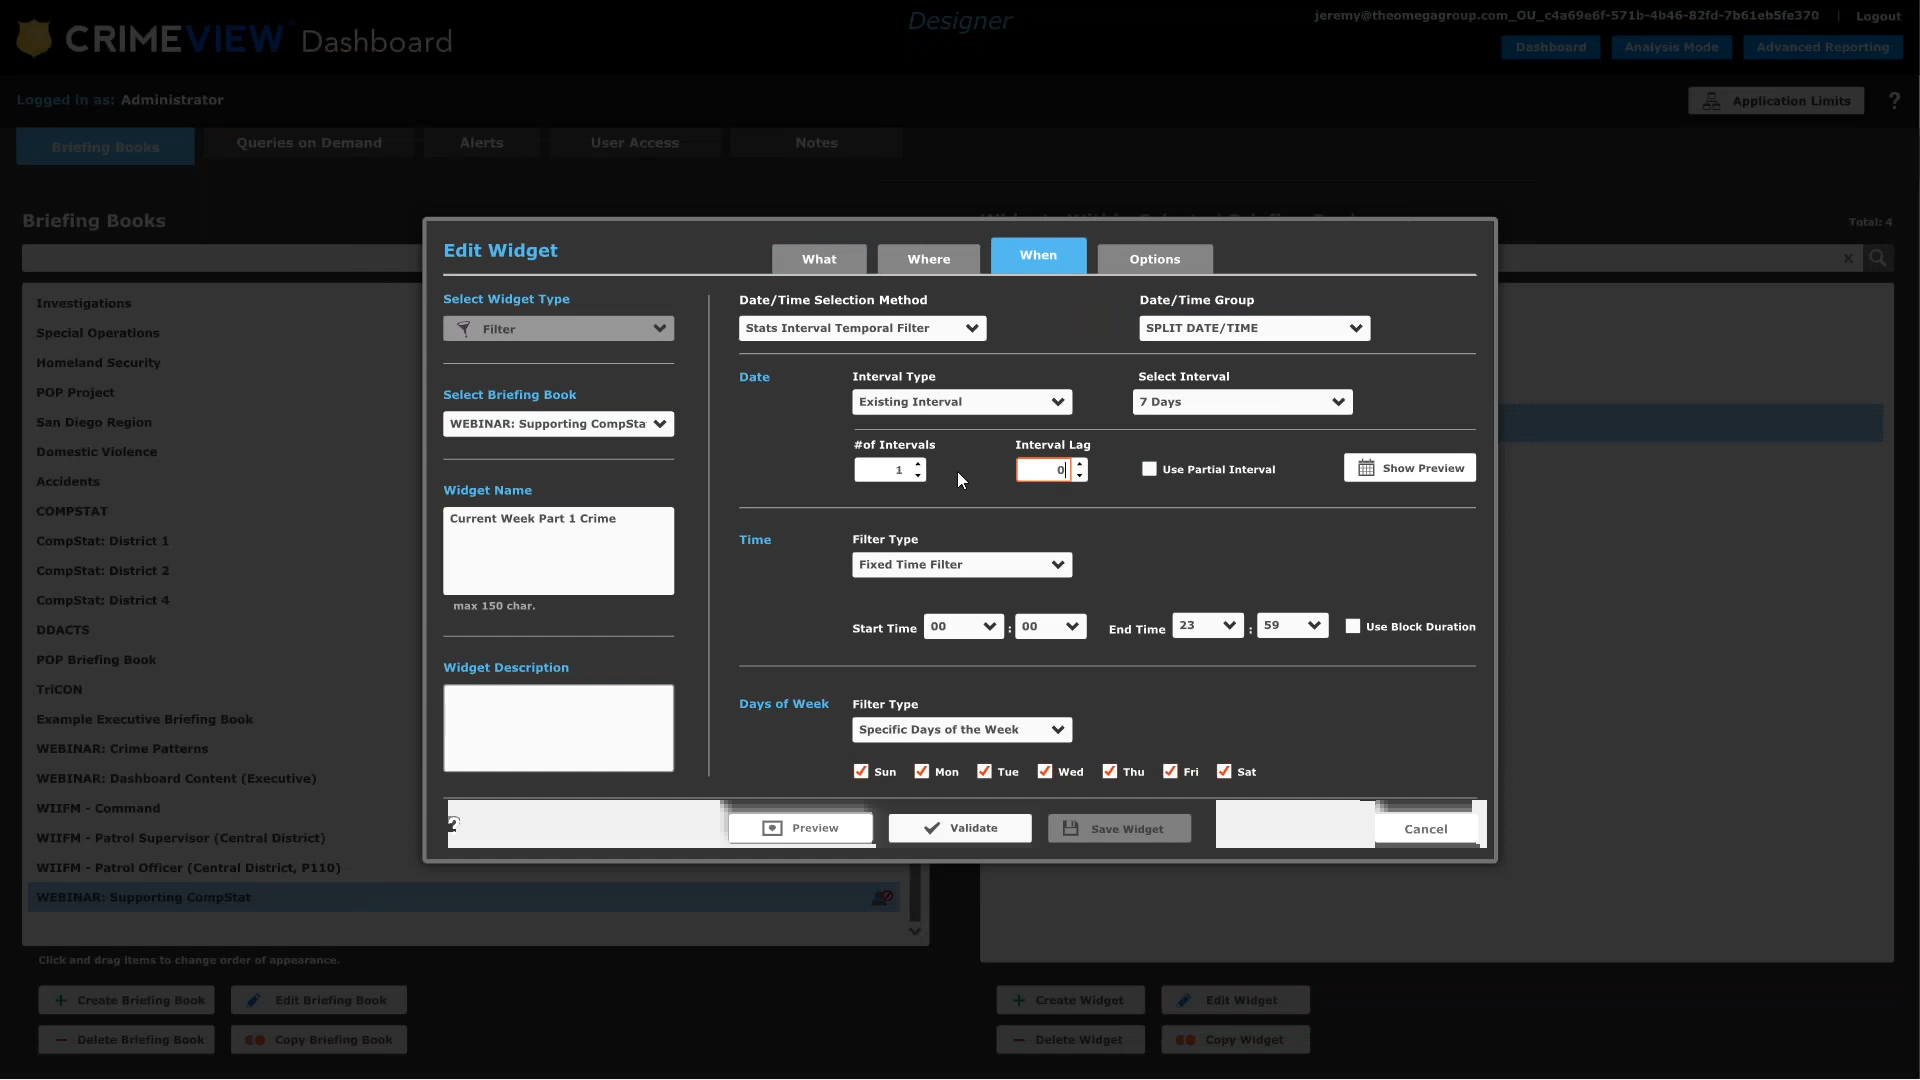 Designer
jeremy@theomegagroup.com_OU_c4a69e6f-571b-4b46-82fd-7b61eb5fe370
Logout
CRIMEVIEW Dashboard
Dashboard
Analysis Mode
Advanced Reporting
Logged in as: Administrator
Application Limits
?
Briefing Books
Queries on Demand
Alerts
User Access
Notes
Briefing Books
Total: 4
x
Investigations
Special Operations
Homeland Security
POP Project
San Diego Region
Domestic Violence
Accidents
COMPSTAT
CompStat: District 1
CompStat: District 2
CompStat: District 4
DDACTS
POP Briefing Book
TriCON
Example Executive Briefing Book
WEBINAR: Crime Patterns
WEBINAR: Dashboard Content (Executive)
WIIFM - Command
WIIFM - Patrol Supervisor (Central District)
WIIFM - Patrol Officer (Central District, P110)
WEBINAR: Supporting CompStat
Click and drag items to change order of appearance.
Create Briefing Book
Edit Briefing Book
Delete Briefing Book
Copy Briefing Book
Create Widget
Edit Widget
Delete Widget
Copy Widget
Edit Widget
What
Where
When
Options
Select Widget Type
Filter
Select Briefing Book
WEBINAR: Supporting CompSta
Widget Name
Current Week Part 1 Crime
max 150 char.
Widget Description
Date/Time Selection Method
Date/Time Group
Stats Interval Temporal Filter
SPLIT DATE/TIME
Date
Interval Type
Select Interval
Existing Interval
7 Days
#of Intervals
Interval Lag
1
0
Use Partial Interval
Show Preview
Time
Filter Type
Fixed Time Filter
Start Time 00 : 00
End Time 23 : 59
Use Block Duration
Days of Week
Filter Type
Specific Days of the Week
Sun Mon Tue Wed Thu Fri Sat
?
Preview
Validate
Save Widget
Cancel